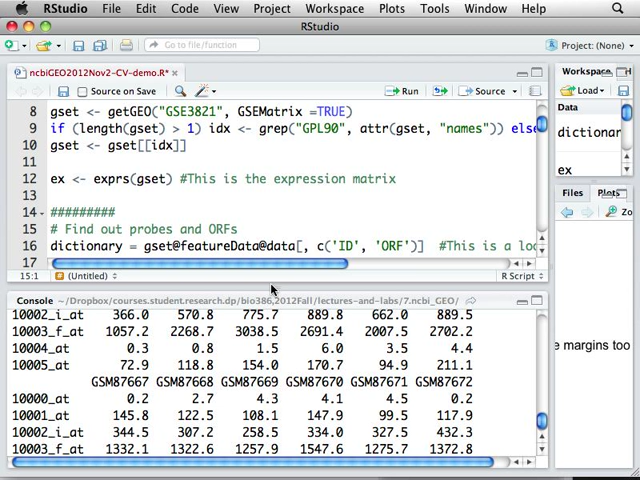 RStudio File Edit Code View Project Workspace Plots Tools Window Help
RStudio
Go to file/function
Project: (None)
ncbiGEO2012Nov2-CV-demo.R*
Source on Save
Run
Source
8 gset <- getGEO("GSE3821", GSEMatrix =TRUE)
9 if (length(gset) > 1) idx <- grep("GPL90", attr(gset, "names")) else
10 gset <- gset[[idx]]
11
12 ex <- exprs(gset) #This is the expression matrix
13
14 #########
15 # Find out probes and ORFs
16 dictionary = gset@featureData@data[, c('ID', 'ORF')] #This is a loo
17
15:1 # (Untitled) R Script
Workspace
Load
Data
dictionar
ex
Files Plots
Zo
e margins too
Console ~/Dropbox/courses.student.research.dp/bio386.2012Fall/lectures-and-labs/7.ncbi_GEO/
10002_i_at 366.0 570.8 775.7 889.8 662.0 889.5
10003_f_at 1057.2 2268.7 3038.5 2691.4 2007.5 2702.2
10004_at 0.3 0.8 1.5 6.0 3.5 4.4
10005_at 72.9 118.8 154.0 170.7 94.9 211.1
GSM87667 GSM87668 GSM87669 GSM87670 GSM87671 GSM87672
10000_at 0.2 2.7 4.3 4.1 4.5 0.2
10001_at 145.8 122.5 108.1 147.9 99.5 117.9
10002_i_at 344.5 307.2 258.5 334.0 327.5 432.3
10003_f_at 1332.1 1322.6 1257.9 1547.6 1275.7 1372.8